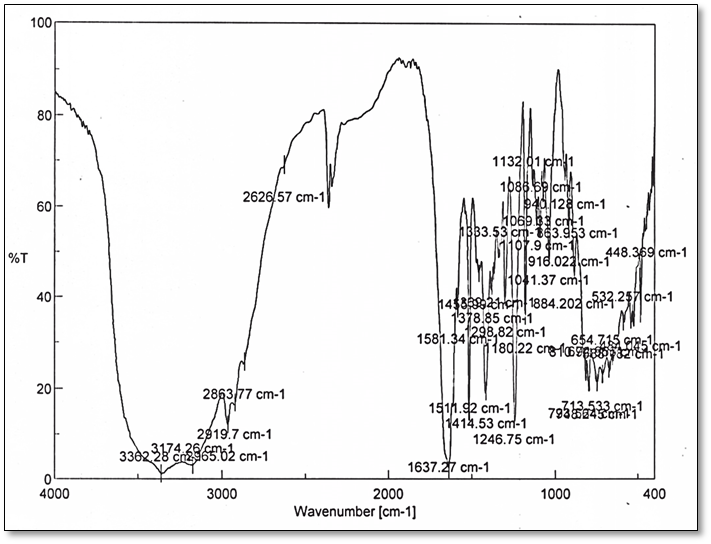 100
80
60
%T
40
20
0
4000
3000
2000
1000
400
Wavenumber [cm-1]
3362.28 cm-1
3174.26 cm-1
2965.02 cm-1
2919.7 cm-1
2863.77 cm-1
2626.57 cm-1
1637.27 cm-1
1581.34 cm-1
1511.92 cm-1
1414.53 cm-1
1378.85 cm-1
1333.53 cm-1
1298.82 cm-1
1246.75 cm-1
1180.22 cm-1
1132.01 cm-1
1086.69 cm-1
1069.33 cm-1
1041.37 cm-1
940.128 cm-1
916.022 cm-1
884.202 cm-1
863.953 cm-1
713.533 cm-1
654.715 cm-1
532.257 cm-1
448.369 cm-1